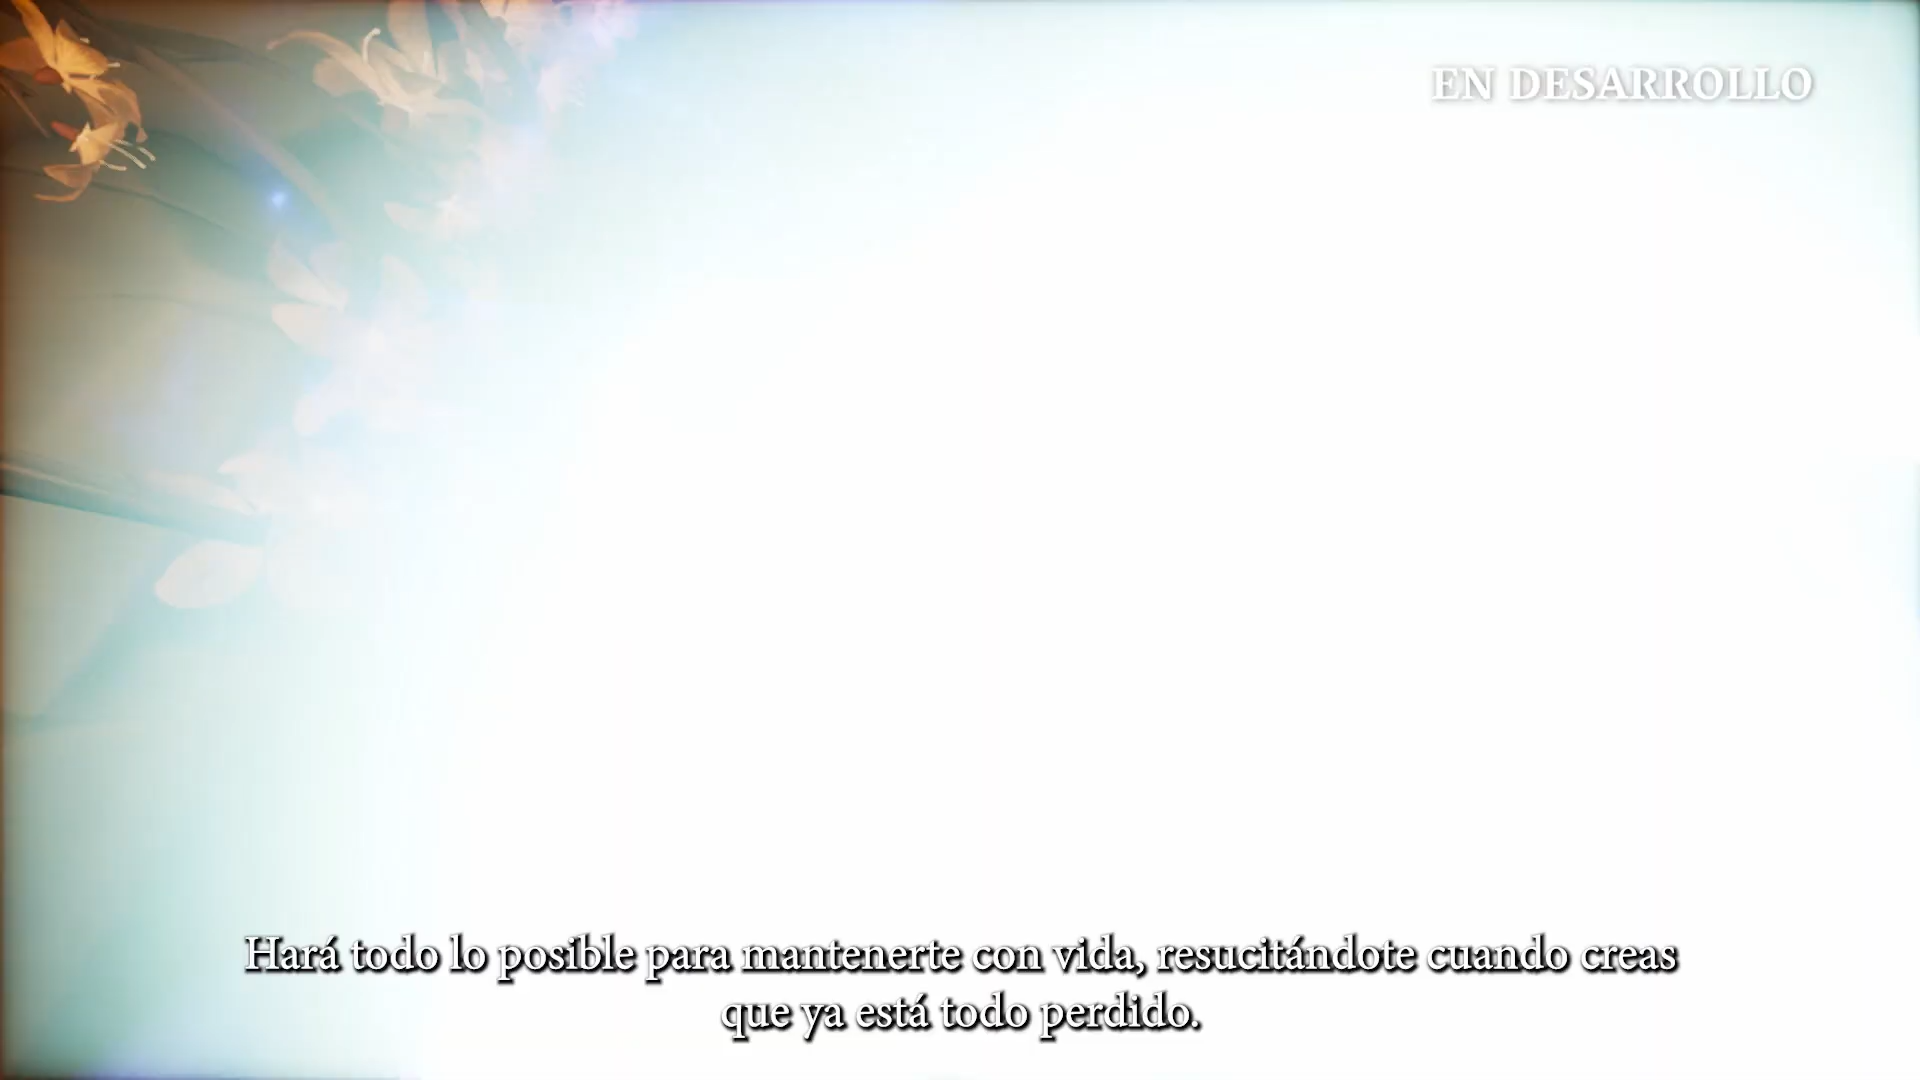 EN DESARROLLO
Hará todo lo posible para mantenerte con vida, resucitándote cuando creas
que ya está todo perdido.